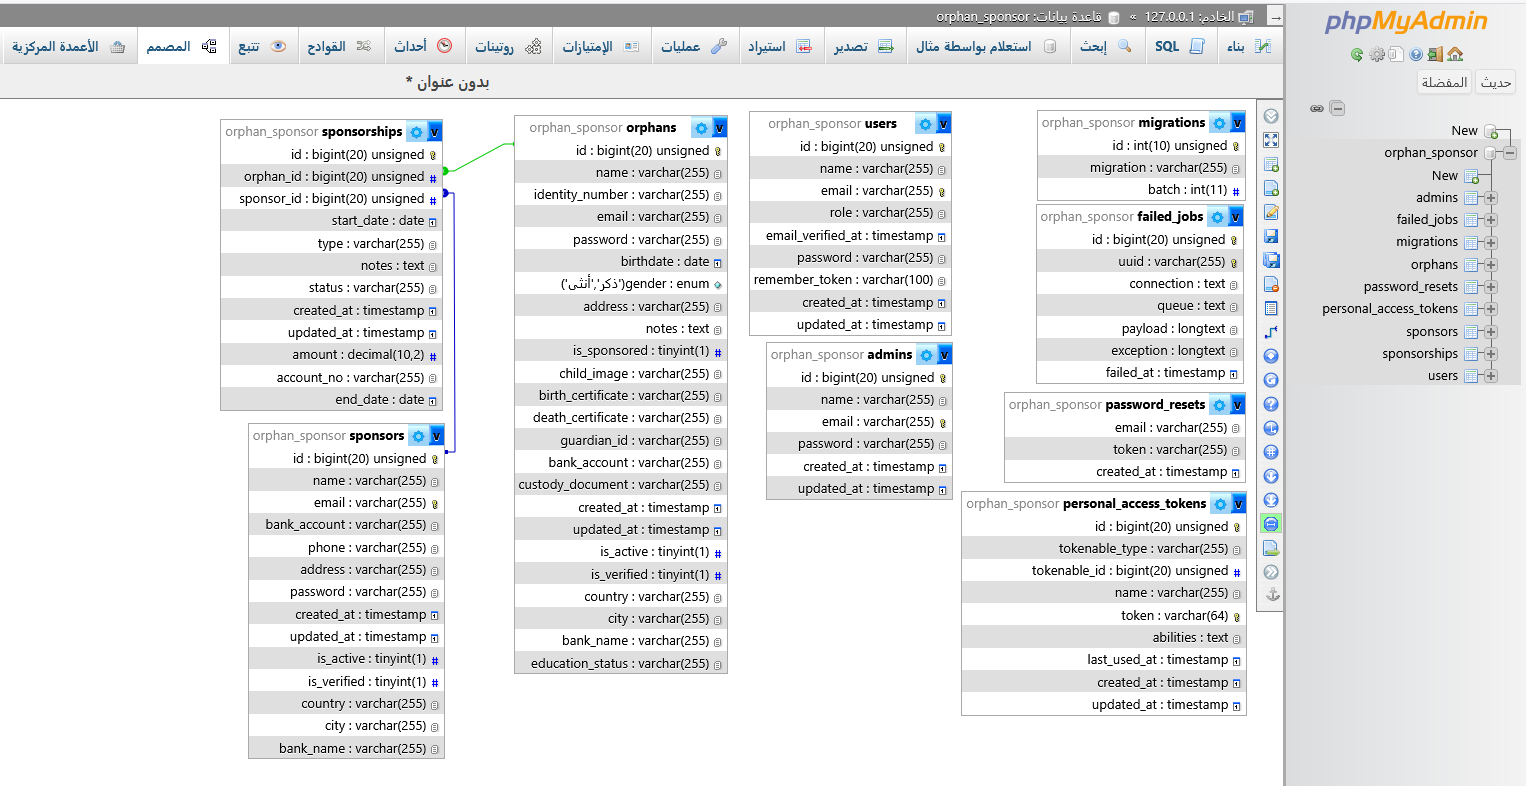 phpMyAdmin
حديث
المفضلة
New
orphan_sponsor
New
admins
failed_jobs
migrations
orphans
password_resets
personal_access_tokens
sponsors
sponsorships
users
الخادم: 127.0.0.1 » قاعدة بيانات: orphan_sponsor
بناء
SQL
إبحث
استعلام بواسطة مثال
تصدير
استيراد
عمليات
الإمتيازات
روتينات
أحداث
القوادح
تتبع
المصمم
الأعمدة المركزية
بدون عنوان *
orphan_sponsor migrations
id : int(10) unsigned
migration : varchar(255)
batch : int(11)
orphan_sponsor failed_jobs
id : bigint(20) unsigned
uuid : varchar(255)
connection : text
queue : text
payload : longtext
exception : longtext
failed_at : timestamp
orphan_sponsor password_resets
email : varchar(255)
token : varchar(255)
created_at : timestamp
orphan_sponsor personal_access_tokens
id : bigint(20) unsigned
tokenable_type : varchar(255)
tokenable_id : bigint(20) unsigned
name : varchar(255)
token : varchar(64)
abilities : text
last_used_at : timestamp
created_at : timestamp
updated_at : timestamp
orphan_sponsor users
id : bigint(20) unsigned
name : varchar(255)
email : varchar(255)
role : varchar(255)
email_verified_at : timestamp
password : varchar(255)
remember_token : varchar(100)
created_at : timestamp
updated_at : timestamp
orphan_sponsor admins
id : bigint(20) unsigned
name : varchar(255)
email : varchar(255)
password : varchar(255)
created_at : timestamp
updated_at : timestamp
orphan_sponsor orphans
id : bigint(20) unsigned
name : varchar(255)
identity_number : varchar(255)
email : varchar(255)
password : varchar(255)
birthdate : date
gender : enum('ذكر','أنثى')
address : varchar(255)
notes : text
is_sponsored : tinyint(1)
child_image : varchar(255)
birth_certificate : varchar(255)
death_certificate : varchar(255)
guardian_id : varchar(255)
bank_account : varchar(255)
custody_document : varchar(255)
created_at : timestamp
updated_at : timestamp
is_active : tinyint(1)
is_verified : tinyint(1)
country : varchar(255)
city : varchar(255)
bank_name : varchar(255)
education_status : varchar(255)
orphan_sponsor sponsorships
id : bigint(20) unsigned
orphan_id : bigint(20) unsigned
sponsor_id : bigint(20) unsigned
start_date : date
type : varchar(255)
notes : text
status : varchar(255)
created_at : timestamp
updated_at : timestamp
amount : decimal(10,2)
account_no : varchar(255)
end_date : date
orphan_sponsor sponsors
id : bigint(20) unsigned
name : varchar(255)
email : varchar(255)
bank_account : varchar(255)
phone : varchar(255)
address : varchar(255)
password : varchar(255)
created_at : timestamp
updated_at : timestamp
is_active : tinyint(1)
is_verified : tinyint(1)
country : varchar(255)
city : varchar(255)
bank_name : varchar(255)